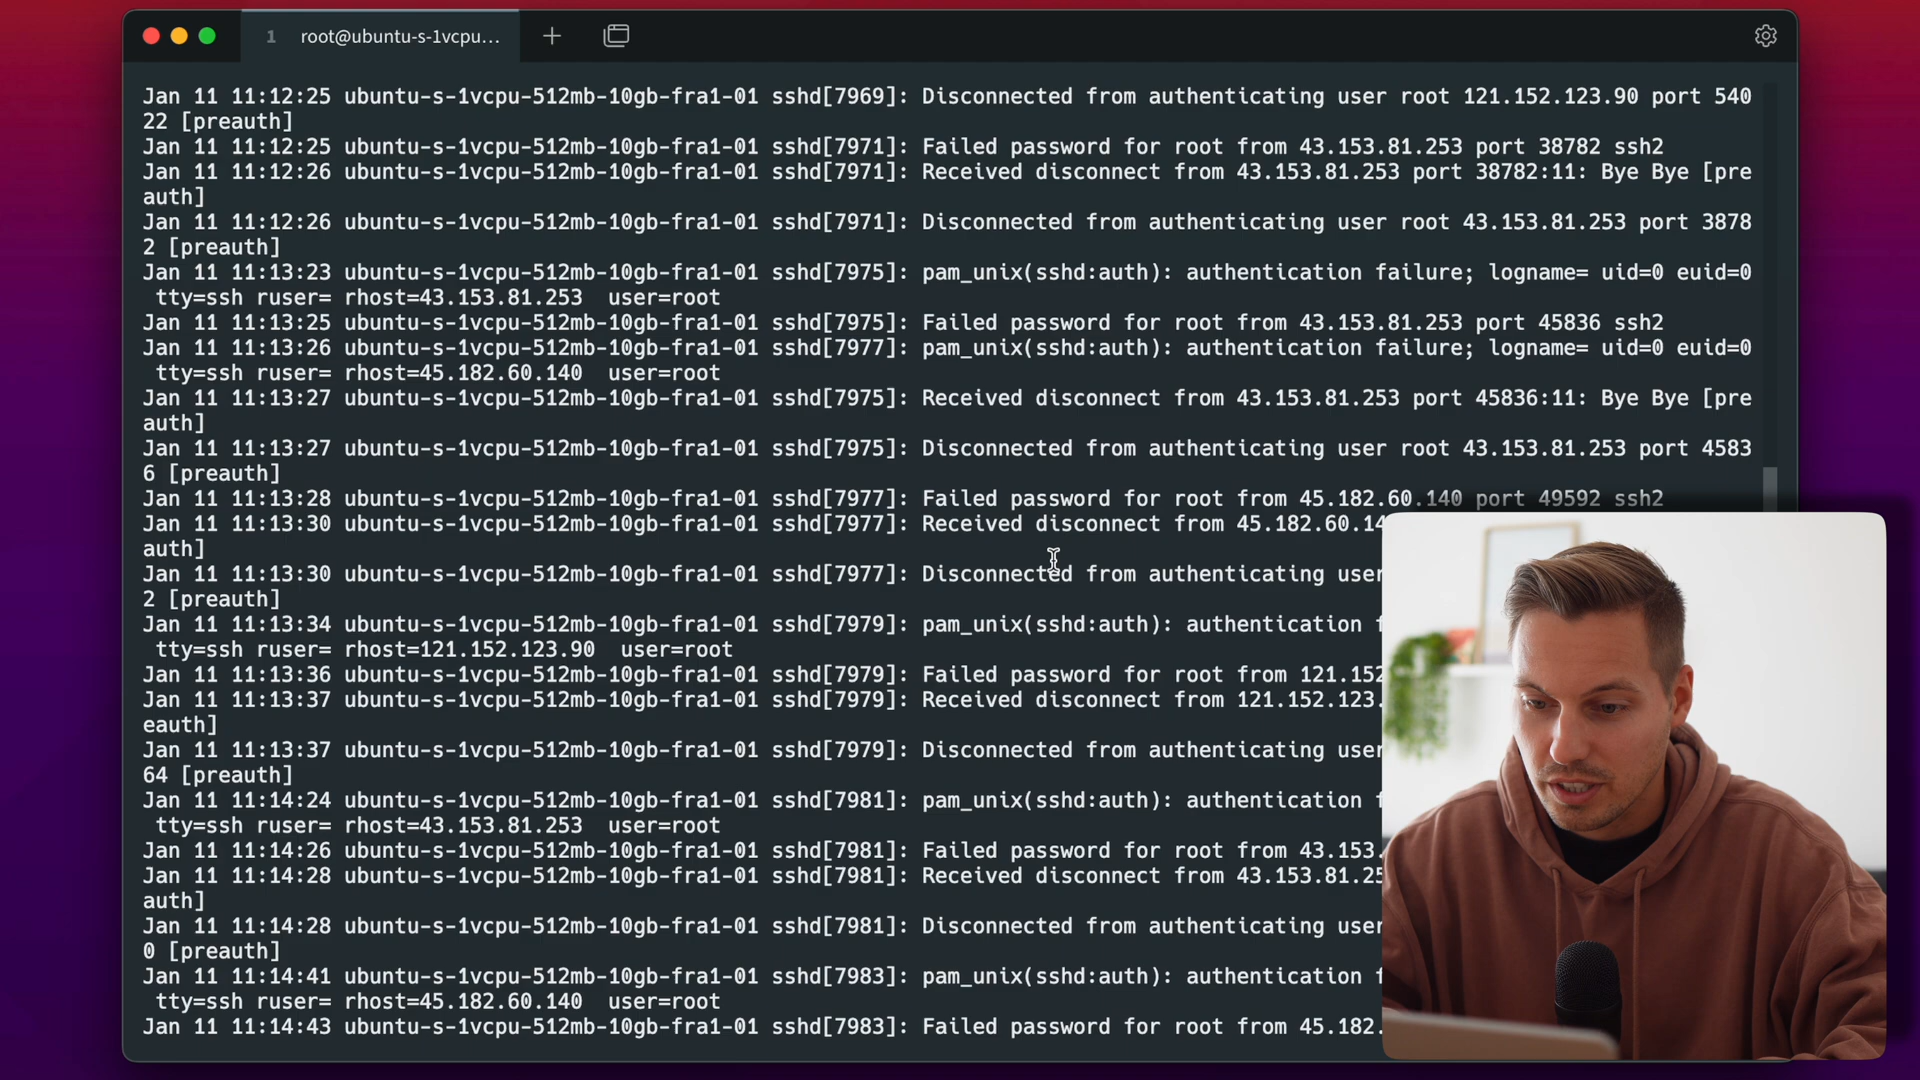 1 root@ubuntu-s-1vcpu...
Jan 11 11:12:25 ubuntu-s-1vcpu-512mb-10gb-fra1-01 sshd[7969]: Disconnected from authenticating user root 121.152.123.90 port 540
22 [preauth]
Jan 11 11:12:25 ubuntu-s-1vcpu-512mb-10gb-fra1-01 sshd[7971]: Failed password for root from 43.153.81.253 port 38782 ssh2
Jan 11 11:12:26 ubuntu-s-1vcpu-512mb-10gb-fra1-01 sshd[7971]: Received disconnect from 43.153.81.253 port 38782:11: Bye Bye [pre
auth]
Jan 11 11:12:26 ubuntu-s-1vcpu-512mb-10gb-fra1-01 sshd[7971]: Disconnected from authenticating user root 43.153.81.253 port 3878
2 [preauth]
Jan 11 11:13:23 ubuntu-s-1vcpu-512mb-10gb-fra1-01 sshd[7975]: pam_unix(sshd:auth): authentication failure; logname= uid=0 euid=0
tty=ssh ruser= rhost=43.153.81.253  user=root
Jan 11 11:13:25 ubuntu-s-1vcpu-512mb-10gb-fra1-01 sshd[7975]: Failed password for root from 43.153.81.253 port 45836 ssh2
Jan 11 11:13:26 ubuntu-s-1vcpu-512mb-10gb-fra1-01 sshd[7977]: pam_unix(sshd:auth): authentication failure; logname= uid=0 euid=0
tty=ssh ruser= rhost=45.182.60.140  user=root
Jan 11 11:13:27 ubuntu-s-1vcpu-512mb-10gb-fra1-01 sshd[7975]: Received disconnect from 43.153.81.253 port 45836:11: Bye Bye [pre
auth]
Jan 11 11:13:27 ubuntu-s-1vcpu-512mb-10gb-fra1-01 sshd[7975]: Disconnected from authenticating user root 43.153.81.253 port 4583
6 [preauth]
Jan 11 11:13:28 ubuntu-s-1vcpu-512mb-10gb-fra1-01 sshd[7977]: Failed password for root from 45.182.60.140 port 49592 ssh2
Jan 11 11:13:30 ubuntu-s-1vcpu-512mb-10gb-fra1-01 sshd[7977]: Received disconnect from 45.182.60.14
auth]
Jan 11 11:13:30 ubuntu-s-1vcpu-512mb-10gb-fra1-01 sshd[7977]: Disconnected from authenticating user
2 [preauth]
Jan 11 11:13:34 ubuntu-s-1vcpu-512mb-10gb-fra1-01 sshd[7979]: pam_unix(sshd:auth): authentication f
tty=ssh ruser= rhost=121.152.123.90  user=root
Jan 11 11:13:36 ubuntu-s-1vcpu-512mb-10gb-fra1-01 sshd[7979]: Failed password for root from 121.152
Jan 11 11:13:37 ubuntu-s-1vcpu-512mb-10gb-fra1-01 sshd[7979]: Received disconnect from 121.152.123.
eauth]
Jan 11 11:13:37 ubuntu-s-1vcpu-512mb-10gb-fra1-01 sshd[7979]: Disconnected from authenticating user
64 [preauth]
Jan 11 11:14:24 ubuntu-s-1vcpu-512mb-10gb-fra1-01 sshd[7981]: pam_unix(sshd:auth): authentication f
tty=ssh ruser= rhost=43.153.81.253  user=root
Jan 11 11:14:26 ubuntu-s-1vcpu-512mb-10gb-fra1-01 sshd[7981]: Failed password for root from 43.153.
Jan 11 11:14:28 ubuntu-s-1vcpu-512mb-10gb-fra1-01 sshd[7981]: Received disconnect from 43.153.81.25
auth]
Jan 11 11:14:28 ubuntu-s-1vcpu-512mb-10gb-fra1-01 sshd[7981]: Disconnected from authenticating user
0 [preauth]
Jan 11 11:14:41 ubuntu-s-1vcpu-512mb-10gb-fra1-01 sshd[7983]: pam_unix(sshd:auth): authentication f
tty=ssh ruser= rhost=45.182.60.140  user=root
Jan 11 11:14:43 ubuntu-s-1vcpu-512mb-10gb-fra1-01 sshd[7983]: Failed password for root from 45.182.